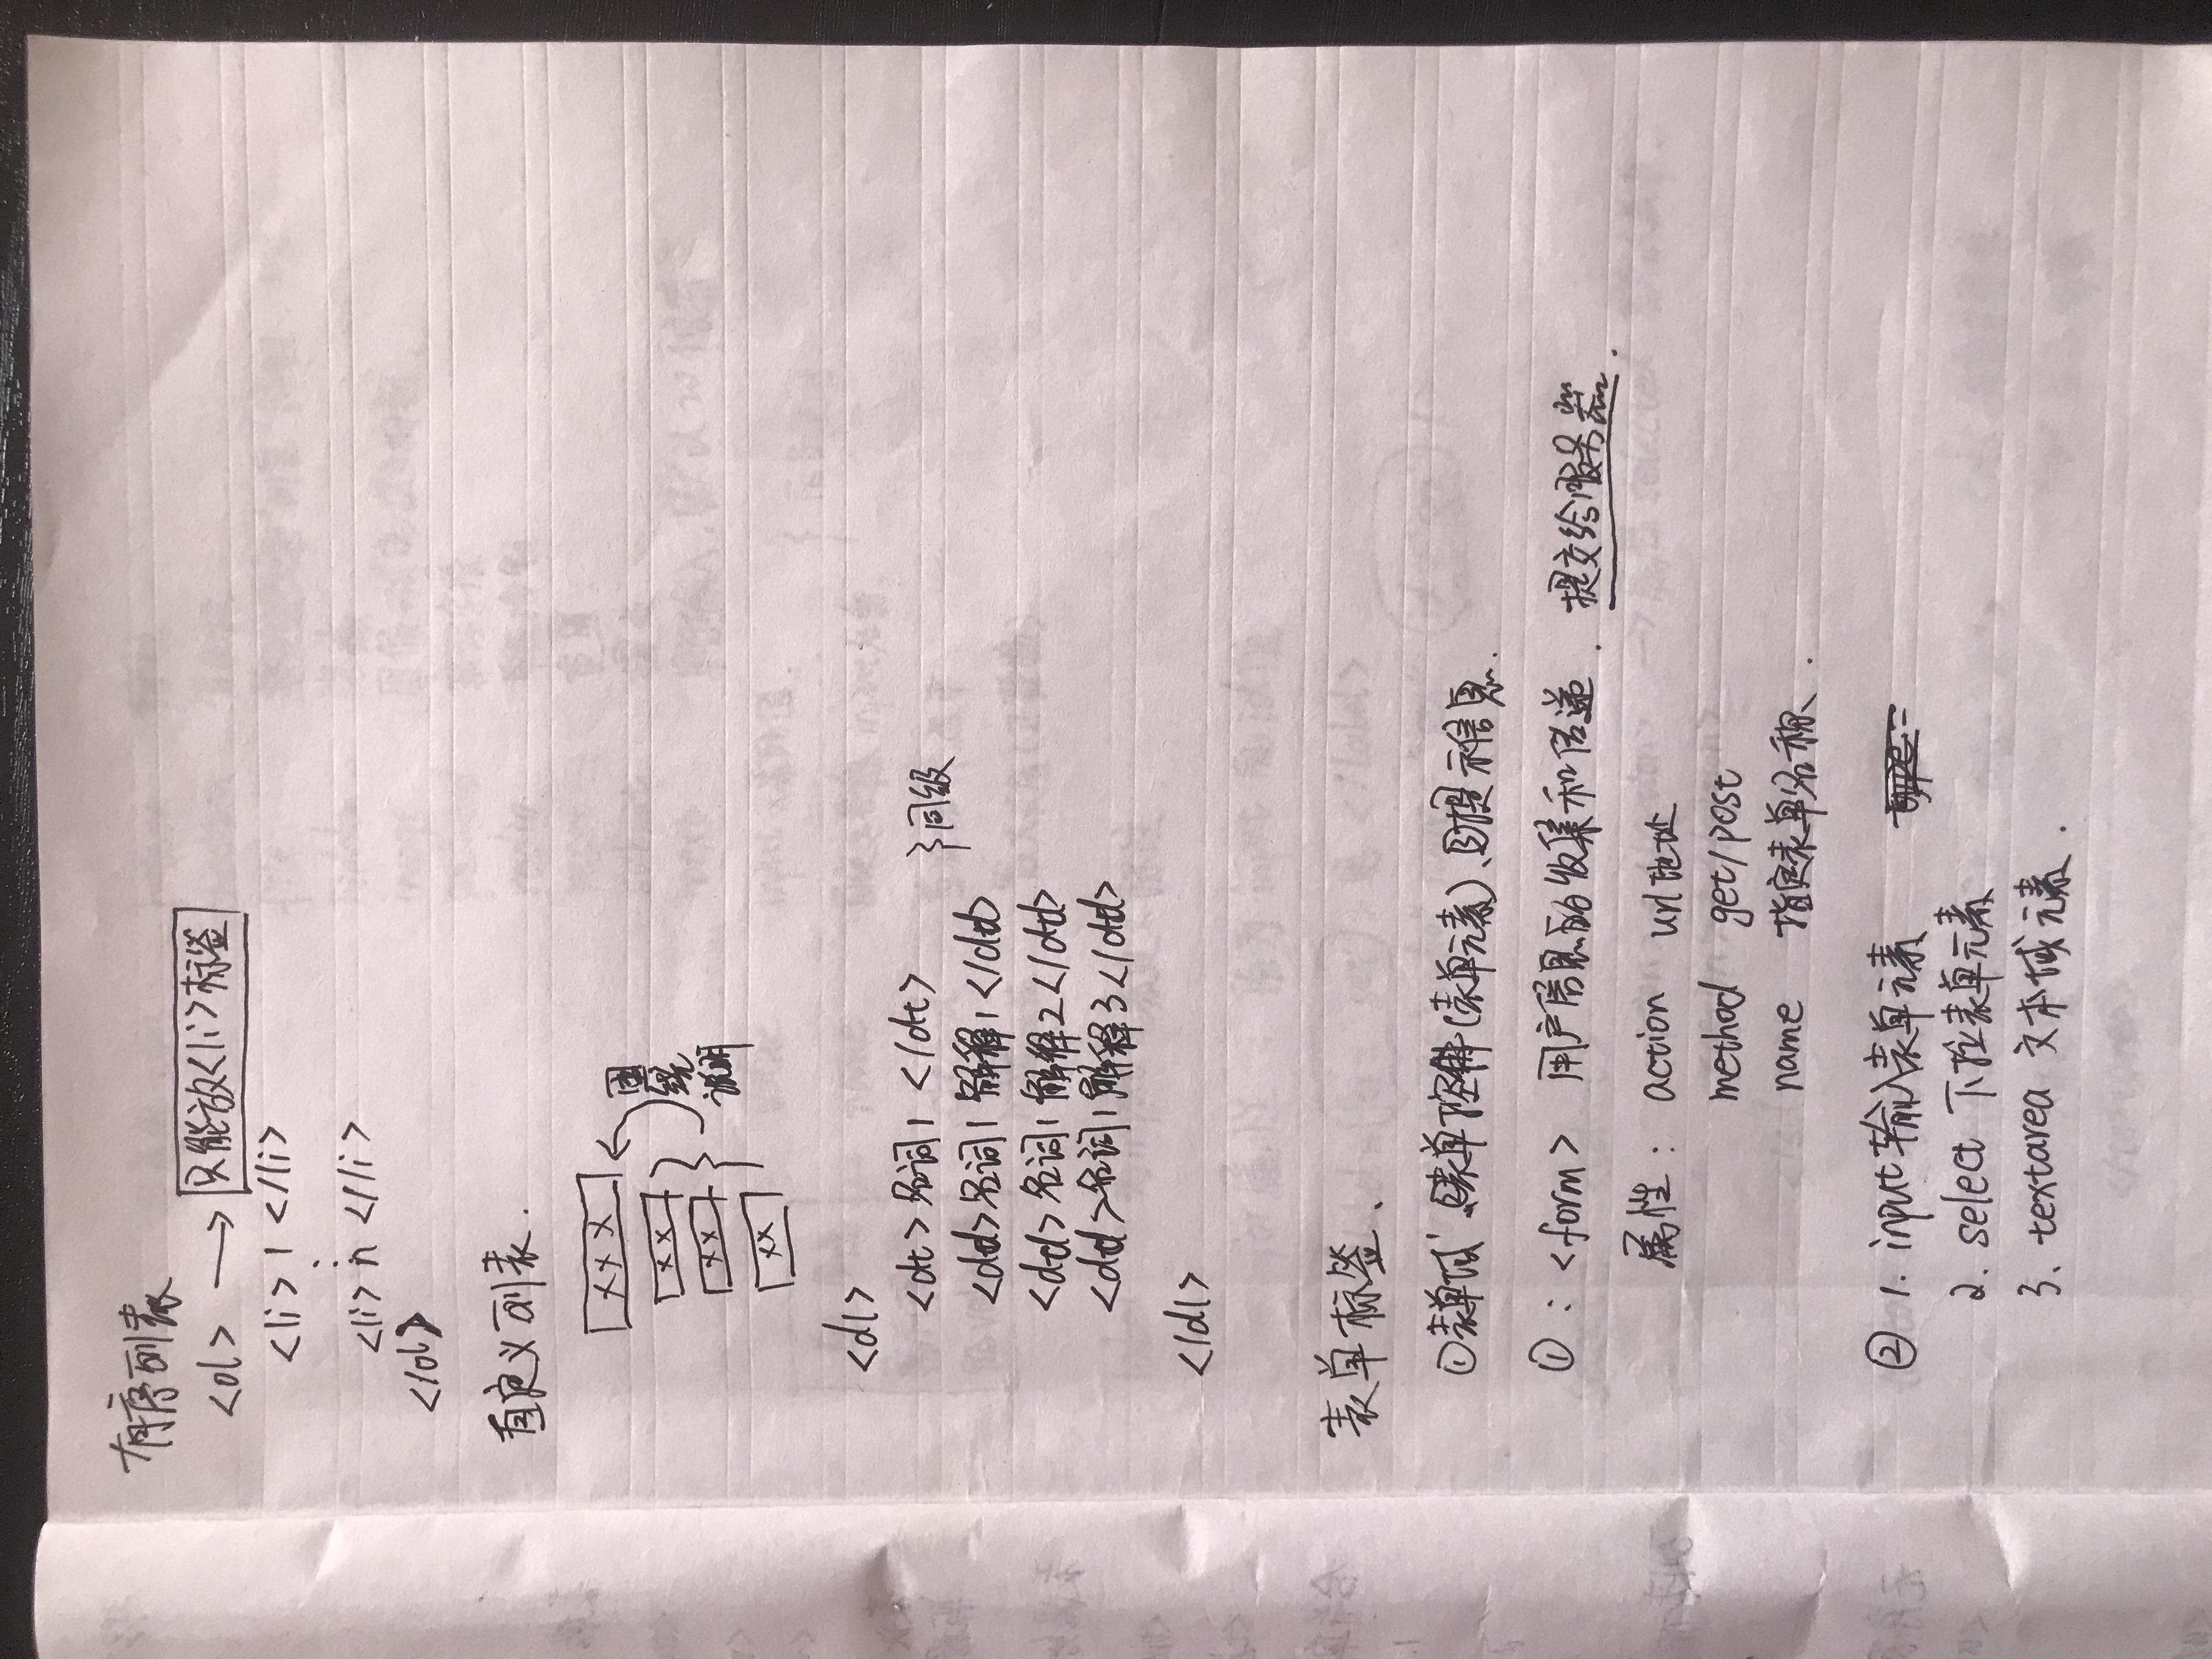 有序列表
<ol> → 只能放<li>标签
<li> 1 </li>
⋮
<li> n </li>
</ol>
自定义列表.
xxx
xx
xx
xx
围绕说明
<dl>
<dt> 名词1 </dt> } 同级
<dd> 名词1 解释1 </dd>
<dd> 名词1 解释2 </dd>
<dd> 名词1 解释3 </dd>
</dl>
表单标签、
①表单域、②表单控件(表单元素)、③提示信息.
①: <form> 用户信息的收集和传递. 提交给服务器.
属性: action url地址
method get/post
name 指定表单名称.
② 1. input 输入表单元素
2. select 下拉表单元素
3、textarea 文本域元素.